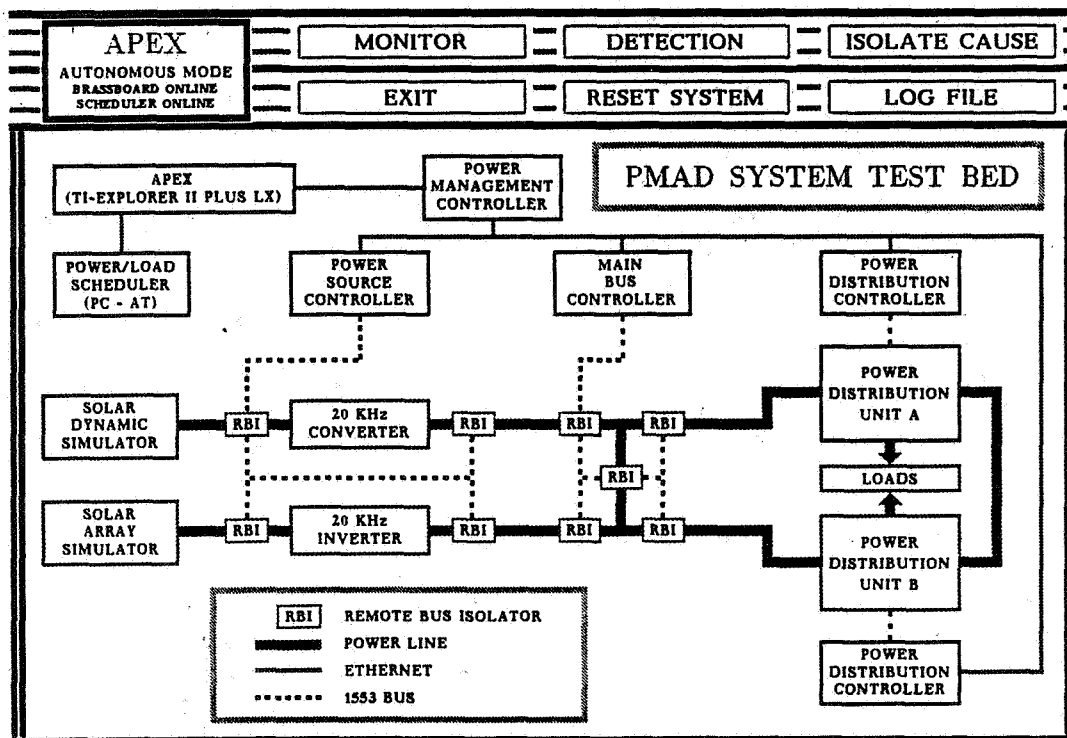 APEX
AUTONOMOUS MODE
BRASSBOARD ONLINE
SCHEDULER ONLINE
MONITOR
DETECTION
ISOLATE CAUSE
EXIT
RESET SYSTEM
LOG FILE
PMAD SYSTEM TEST BED
APEX
(TI-EXPLORER II PLUS LX)
POWER
MANAGEMENT
CONTROLLER
POWER/LOAD
SCHEDULER
(PC - AT)
POWER
SOURCE
CONTROLLER
MAIN
BUS
CONTROLLER
POWER
DISTRIBUTION
CONTROLLER
SOLAR
DYNAMIC
SIMULATOR
RBI
20 KHz
CONVERTER
RBI
RBI
RBI
POWER
DISTRIBUTION
UNIT A
RBI
LOADS
SOLAR
ARRAY
SIMULATOR
RBI
20 KHz
INVERTER
RBI
RBI
RBI
POWER
DISTRIBUTION
UNIT B
RBI REMOTE BUS ISOLATOR
POWER LINE
ETHERNET
1553 BUS
POWER
DISTRIBUTION
CONTROLLER